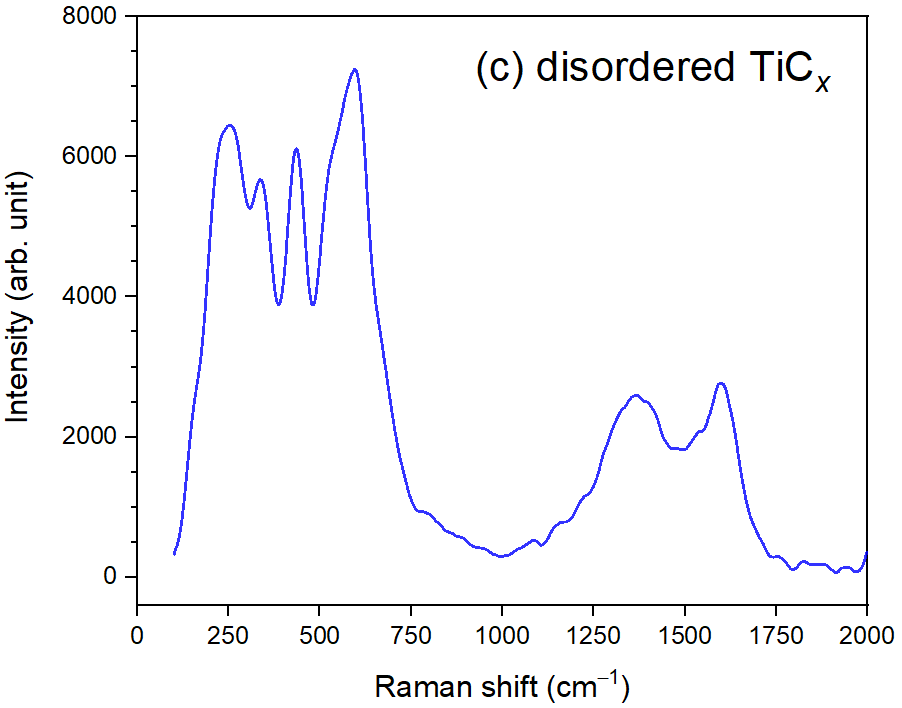 (c) disordered TiCx
8000
6000
4000
2000
0
Intensity (arb. unit)
0 250 500 750 1000 1250 1500 1750 2000
Raman shift (cm⁻¹)